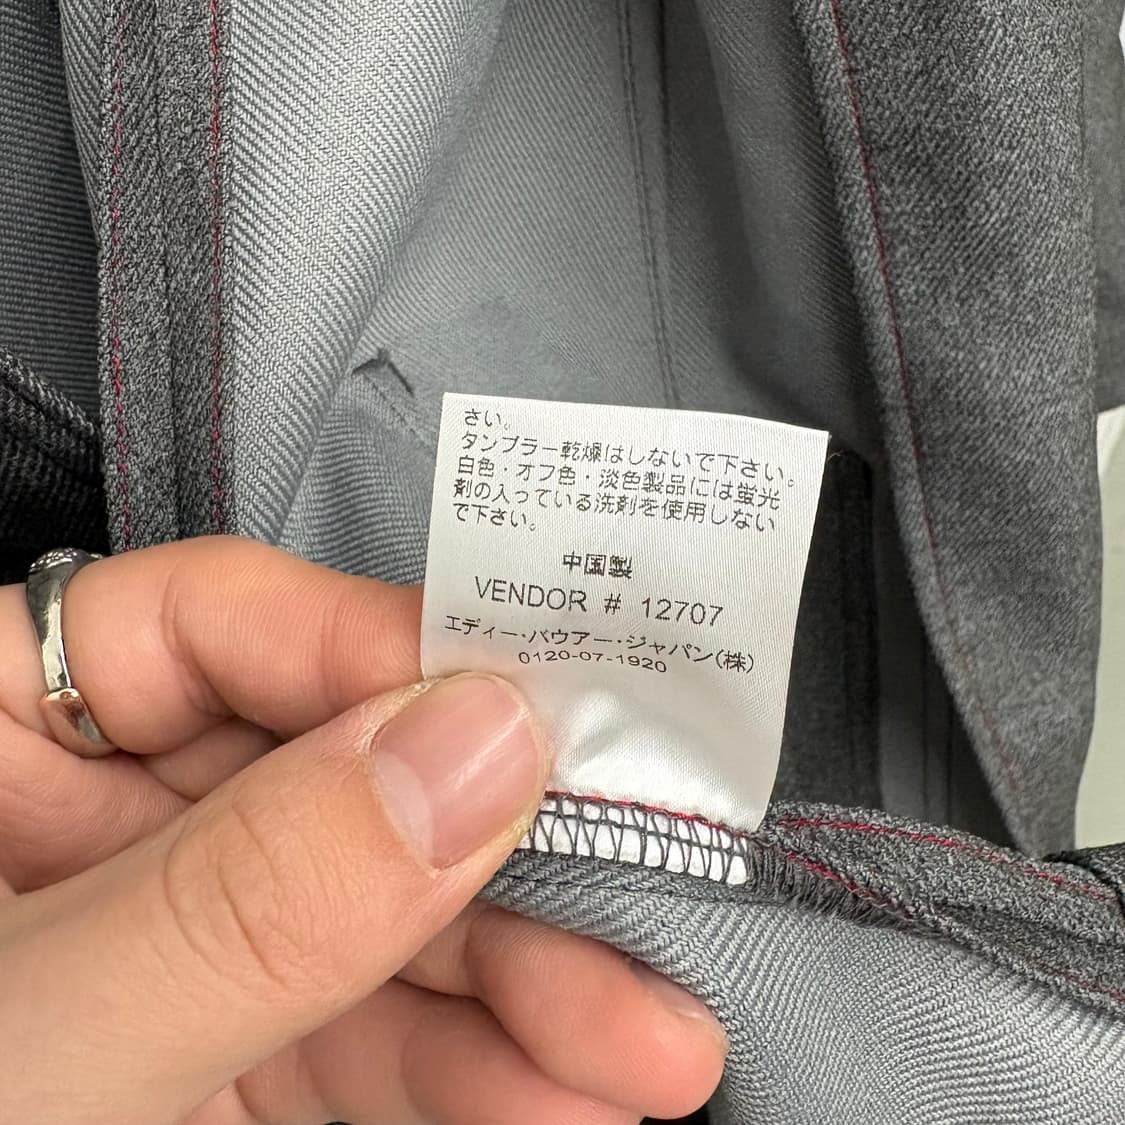 さい。
タンブラー乾燥はしないで下さい。
白色・オフ色・淡色製品には蛍光
剤の入っている洗剤を使用しない
で下さい。
中国製
VENDOR # 12707
エディー・バウアー・ジャパン(株)
0120-07-1920